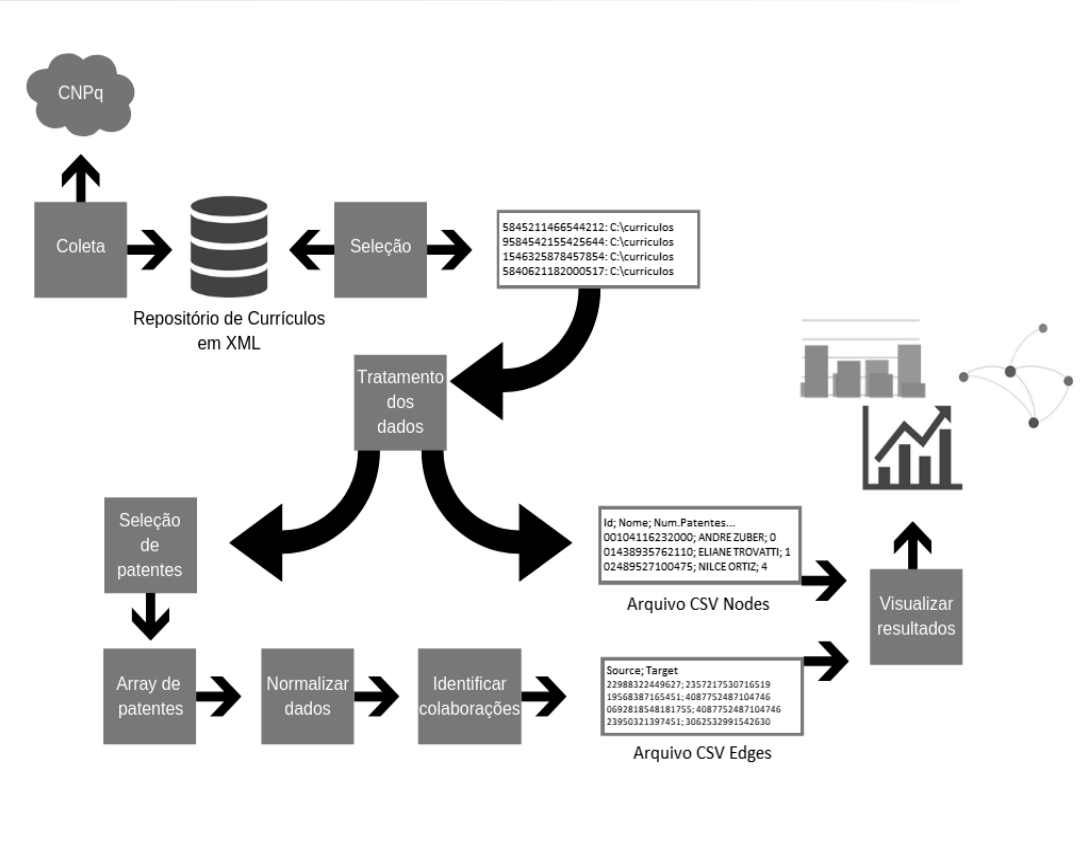 CNPq
Coleta
Repositório de Currículos
em XML
Seleção
5845211466544212: C:\curriculos
9584542155425644: C:\curriculos
1546325878457854: C:\curriculos
5840621182000517: C:\curriculos
Tratamento
dos
dados
Seleção
de
patentes
Array de
patentes
Normalizar
dados
Identificar
colaborações
Id; Nome; Num.Patentes...
00104116232000; ANDRE ZUBER; 0
01438935762110; ELIANE TROVATTI; 1
02489527100475; NILCE ORTIZ; 4
Arquivo CSV Nodes
Source; Target
22988322449627; 2357217530716519
19568387165451; 4087752487104746
0692818548181755; 4087752487104746
23950321397451; 3062532991542630
Arquivo CSV Edges
Visualizar
resultados